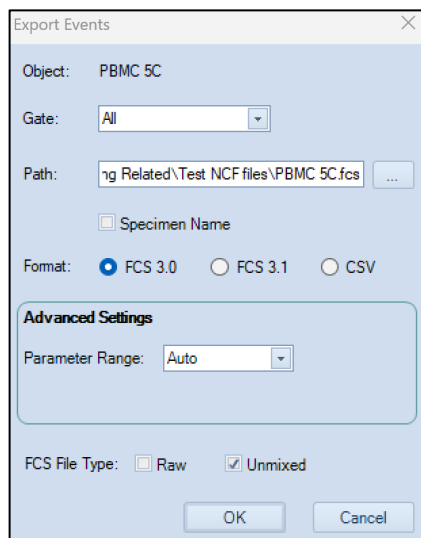 Export Events
Object: PBMC 5C
Gate: All
Path: ng Related\Test NCF files\PBMC 5C.fcs ...
Specimen Name
Format: FCS 3.0 FCS 3.1 CSV
Advanced Settings
Parameter Range: Auto
FCS File Type: Raw Unmixed
OK Cancel